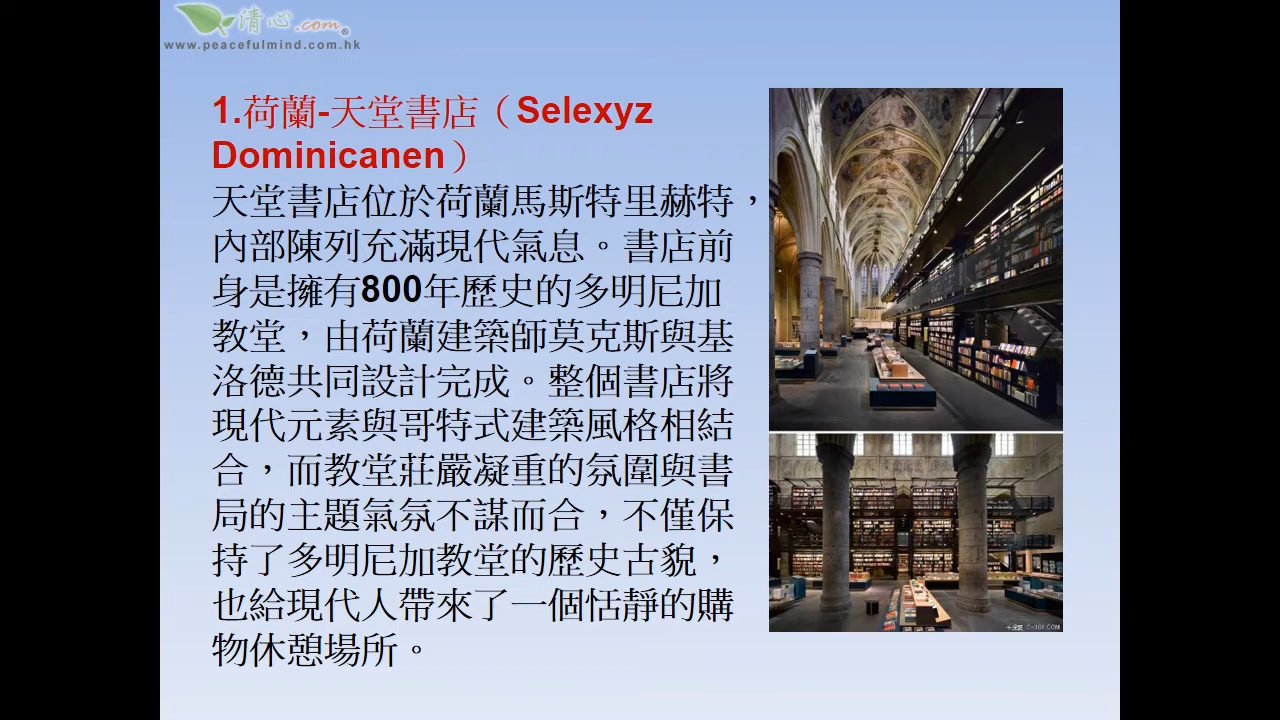 清心.com®
www.peacefulmind.com.hk
1.荷蘭-天堂書店（Selexyz
Dominicanen）
天堂書店位於荷蘭馬斯特里赫特，
內部陳列充滿現代氣息。書店前
身是擁有800年歷史的多明尼加
教堂，由荷蘭建築師莫克斯與基
洛德共同設計完成。整個書店將
現代元素與哥特式建築風格相結
合，而教堂莊嚴凝重的氛圍與書
局的主題氣氛不謀而合，不僅保
持了多明尼加教堂的歷史古貌，
也給現代人帶來了一個恬靜的購
物休憩場所。